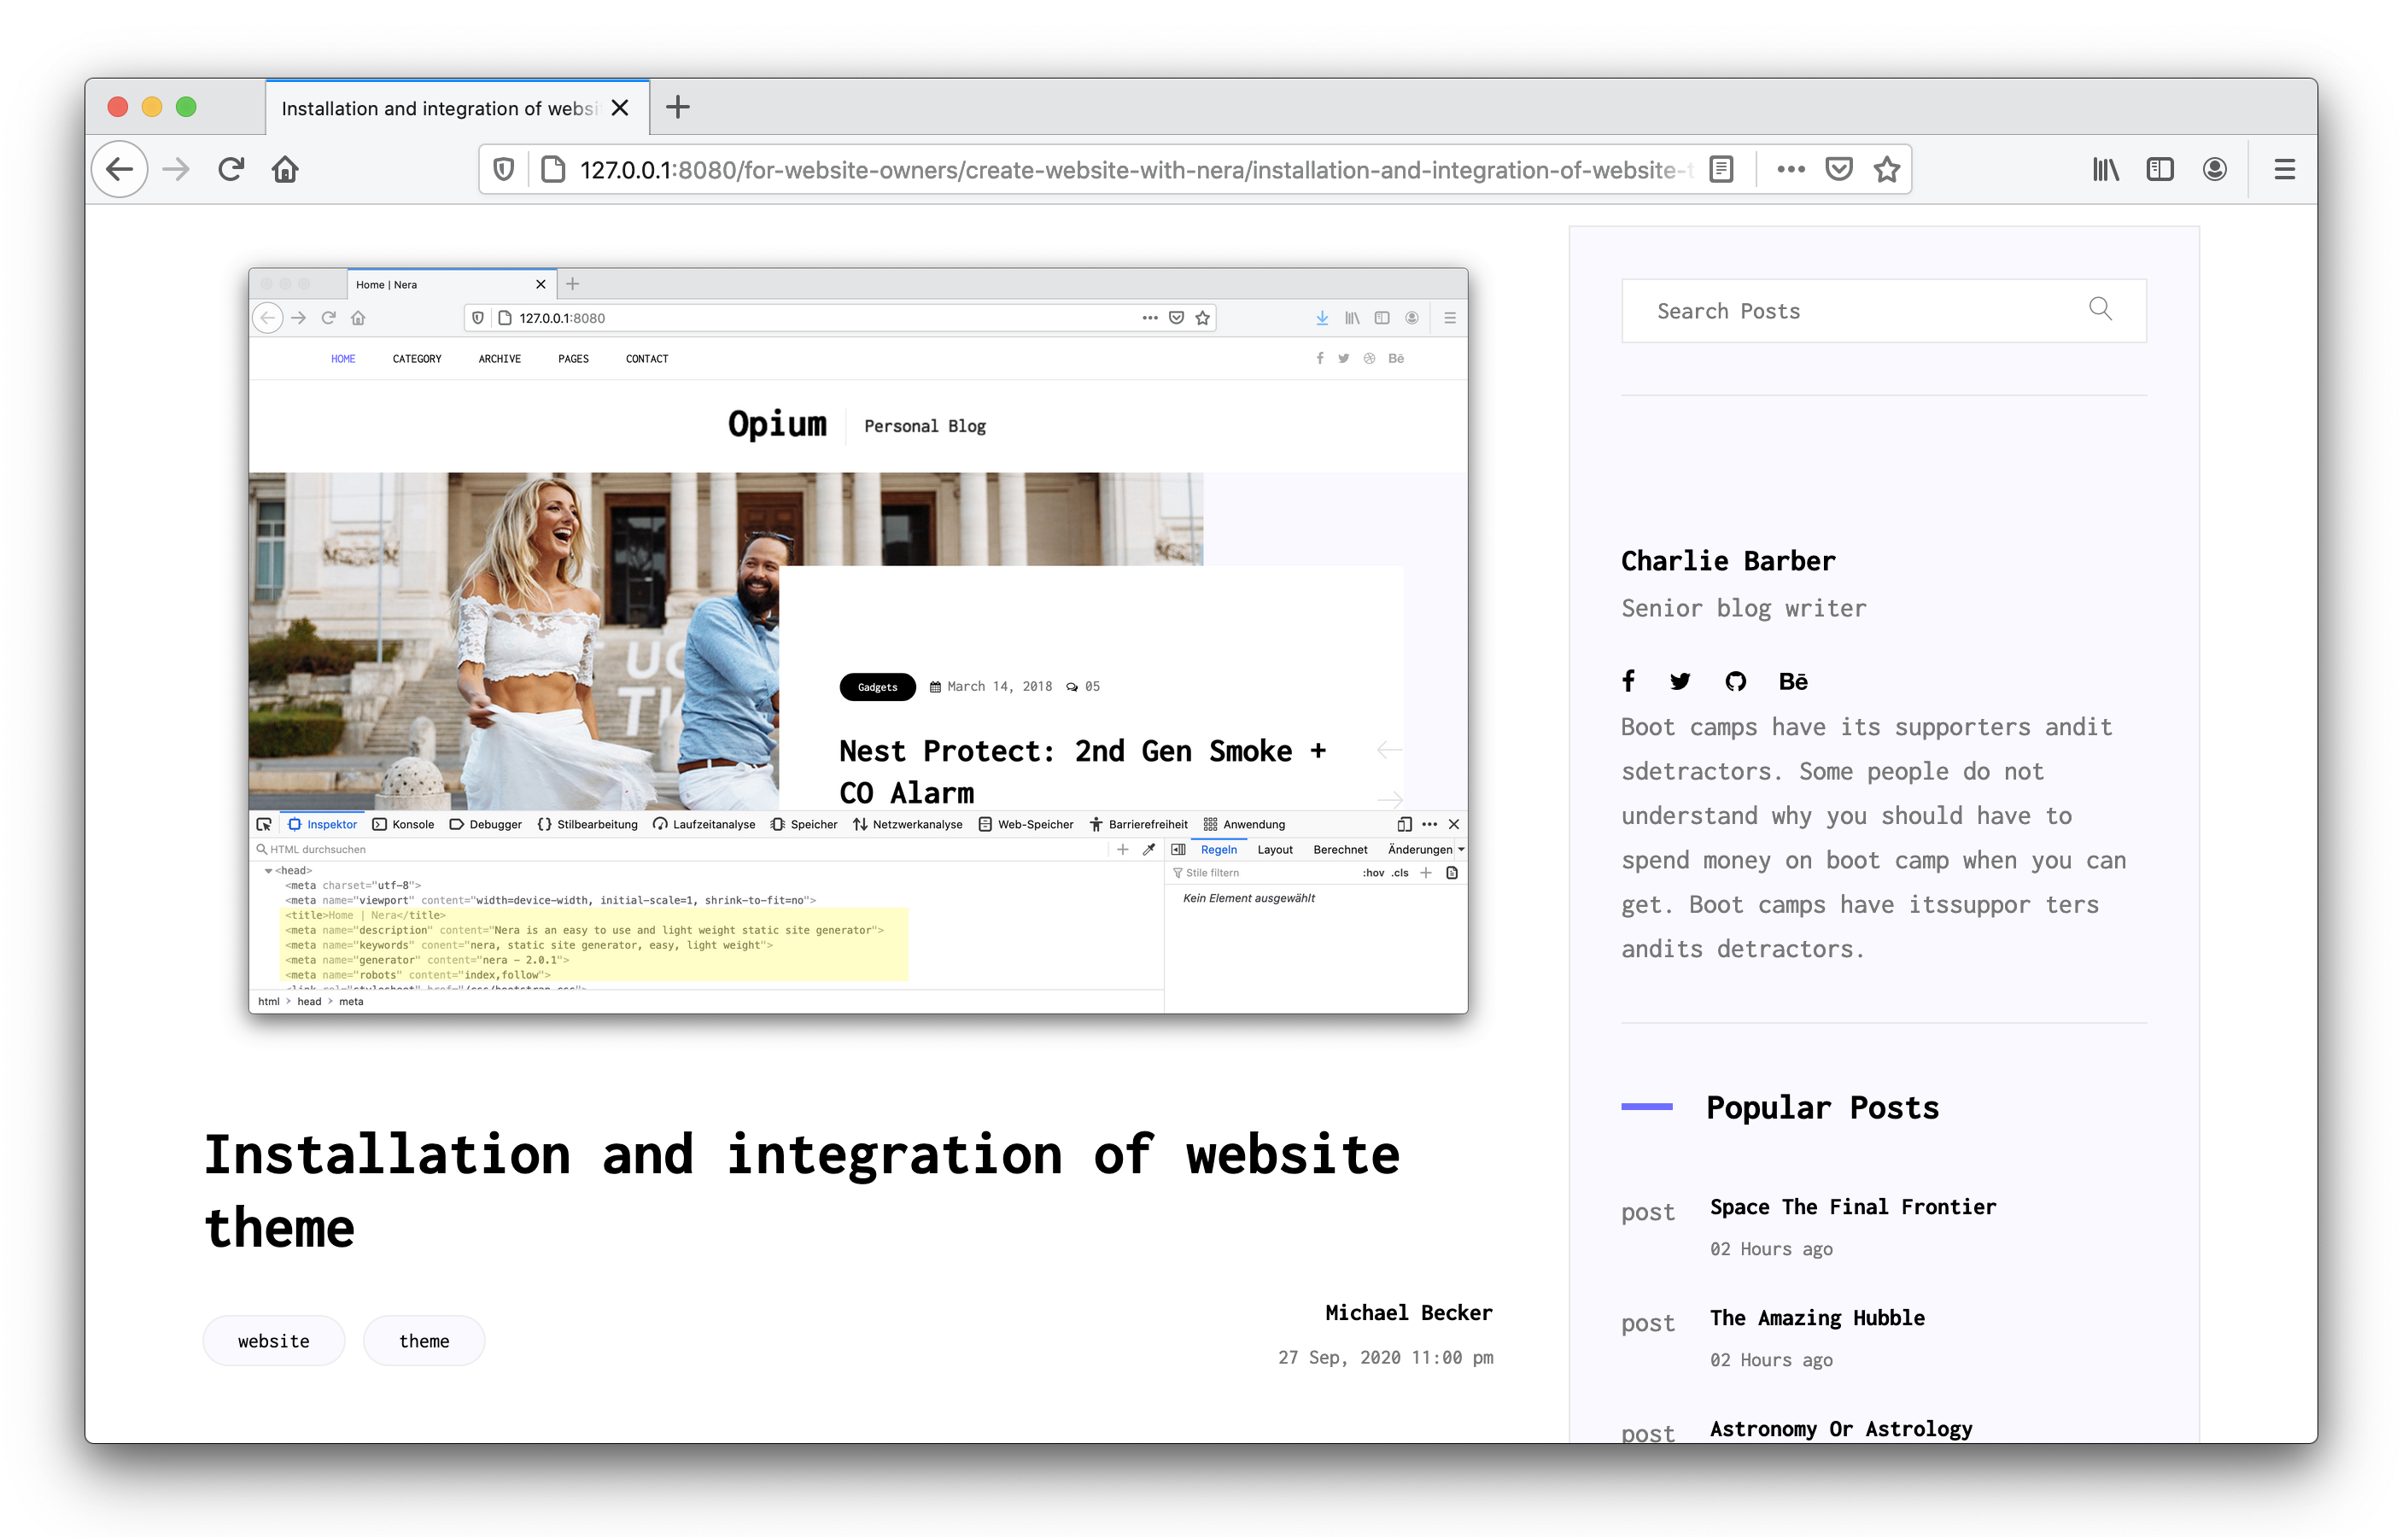 Installation and integration of websi
127.0.0.1:8080/for-website-owners/create-website-with-nera/installation-and-integration-of-website-t
Home | Nera
127.0.0.1:8080
HOME CATEGORY ARCHIVE PAGES CONTACT
Bē
Opium Personal Blog
Gadgets March 14, 2018 05
Nest Protect: 2nd Gen Smoke +
CO Alarm
Inspektor Konsole Debugger Stilbearbeitung Laufzeitanalyse Speicher Netzwerkanalyse Web-Speicher Barrierefreiheit Anwendung
HTML durchsuchen
Regeln Layout Berechnet Änderungen
Stile filtern :hov .cls
Kein Element ausgewählt
<head>
<meta charset="utf-8">
<meta name="viewport" content="width=device-width, initial-scale=1, shrink-to-fit=no">
<title>Home | Nera</title>
<meta name="description" content="Nera is an easy to use and light weight static site generator">
<meta name="keywords" conent="nera, static site generator, easy, light weight">
<meta name="generator" content="nera - 2.0.1">
<meta name="robots" content="index,follow">
<link rel="stylesheet" href="/css/bootstrap.css">
html > head > meta
Installation and integration of website
theme
website theme
Michael Becker
27 Sep, 2020 11:00 pm
Search Posts
Charlie Barber
Senior blog writer
Bē
Boot camps have its supporters andit
sdetractors. Some people do not
understand why you should have to
spend money on boot camp when you can
get. Boot camps have itssuppor ters
andits detractors.
Popular Posts
post Space The Final Frontier
02 Hours ago
post The Amazing Hubble
02 Hours ago
post Astronomy Or Astrology